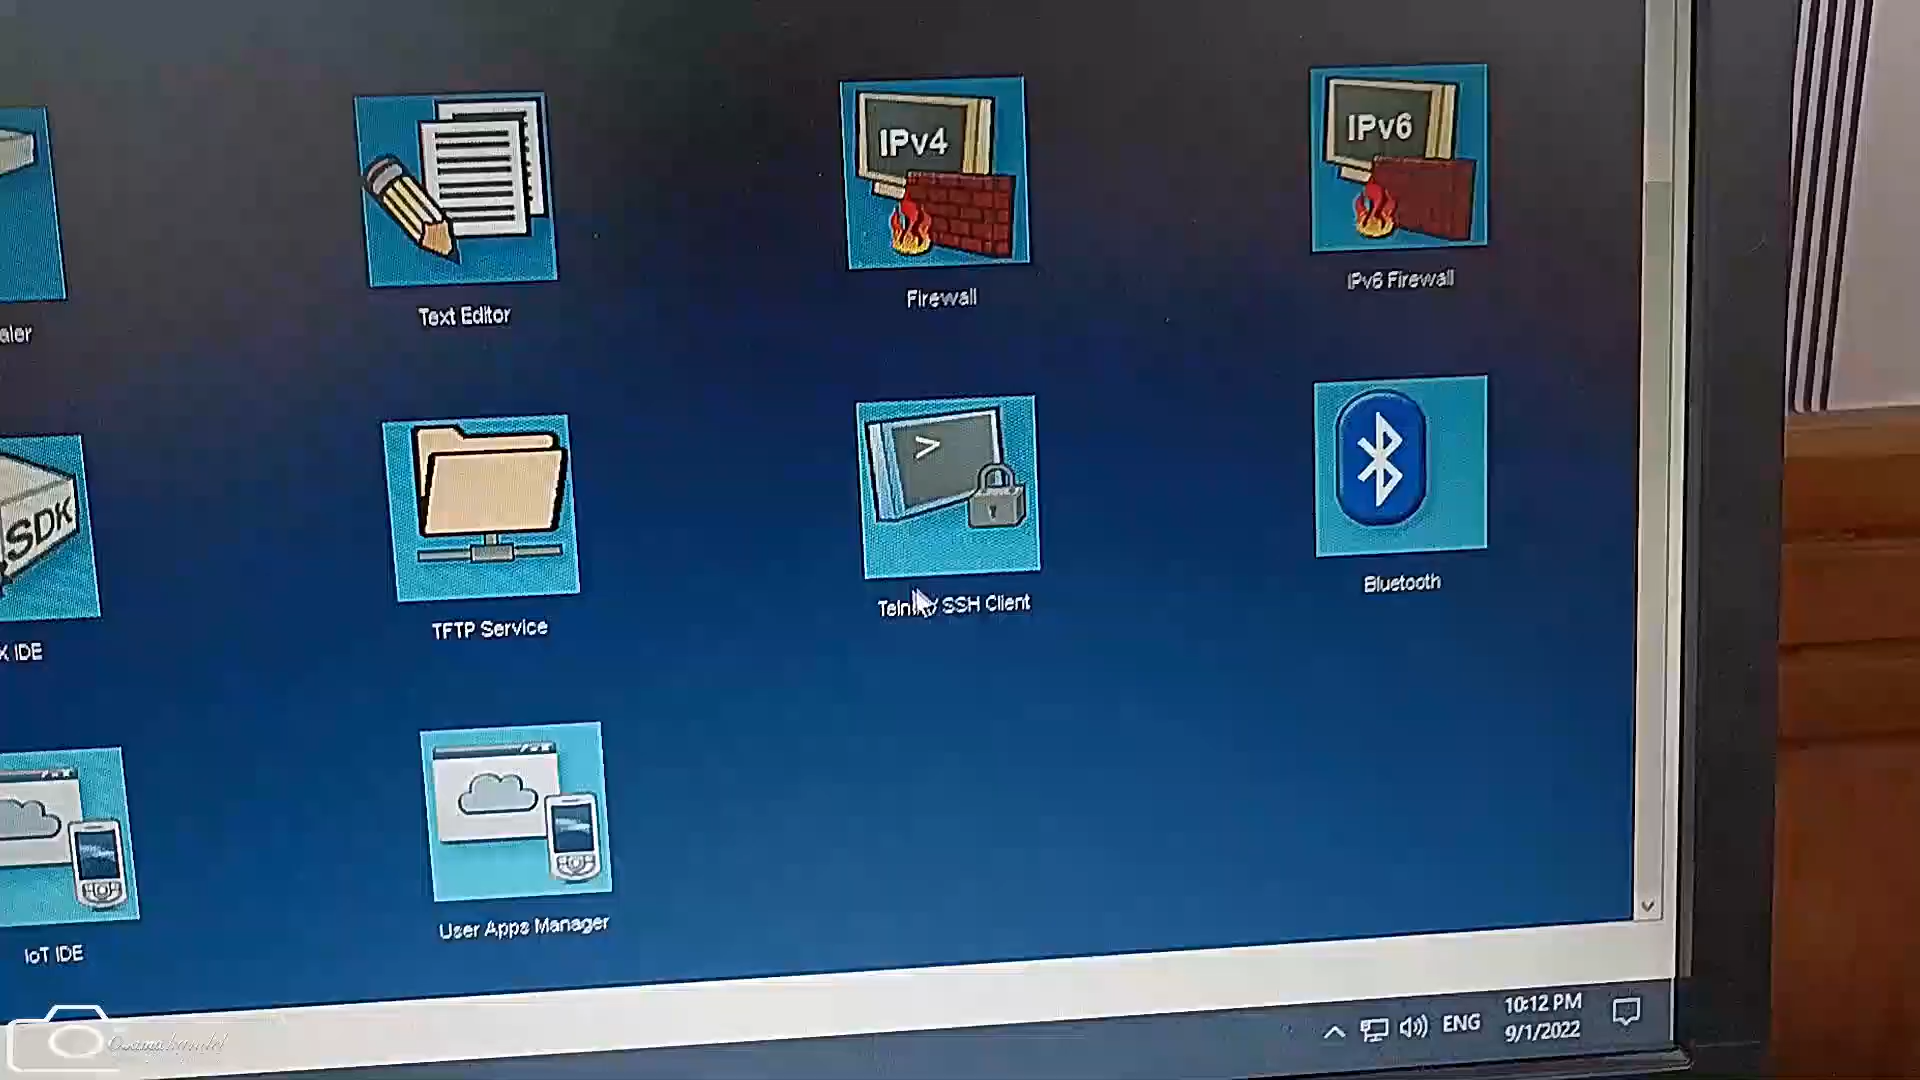 IPv4
IPv6
aler
Text Editor
Firewall
IPv6 Firewall
SDK
>
X IDE
TFTP Service
SSH Client
Bluetooth
IoT IDE
User Apps Manager
ENG
10:12 PM
9/1/2022